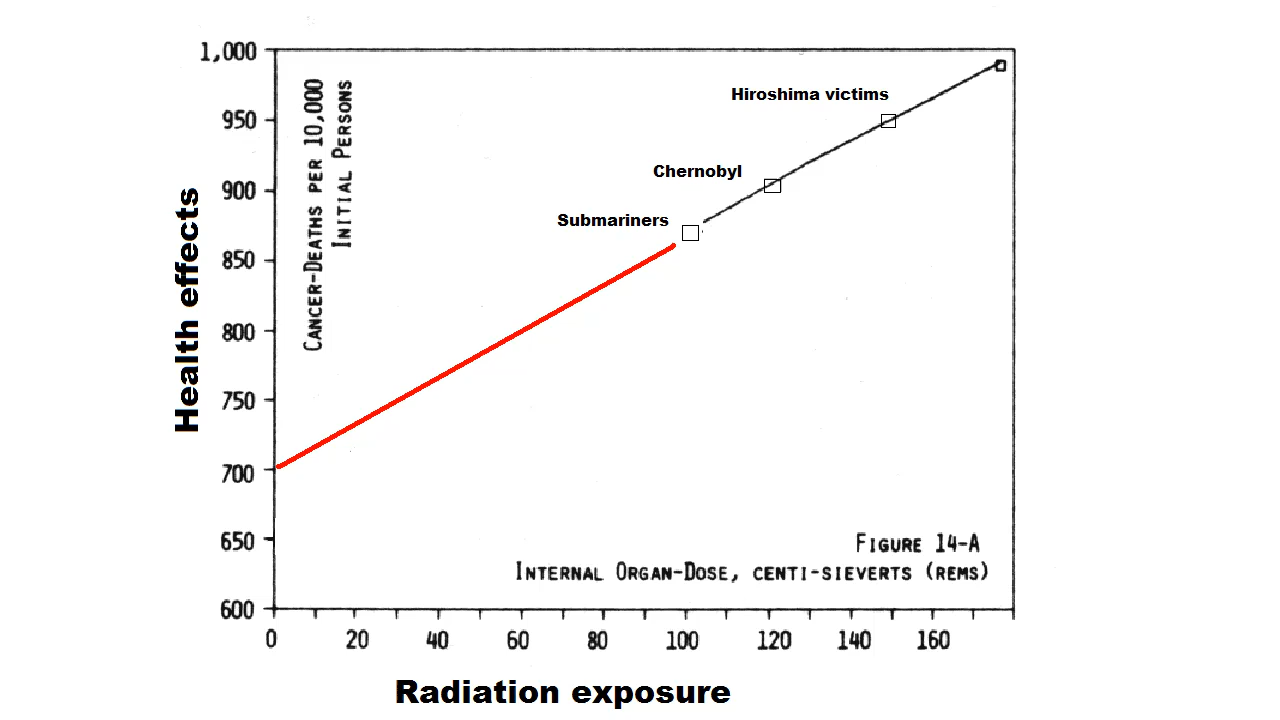 1,000
950
900
850
800
750
700
650
600
Health effects
CANCER-DEATHS PER 10,000
INITIAL PERSONS
Hiroshima victims
Chernobyl
Submariners
FIGURE 14-A
INTERNAL ORGAN-DOSE, CENTI-SIEVERTS (REMS)
0 20 40 60 80 100 120 140 160
Radiation exposure